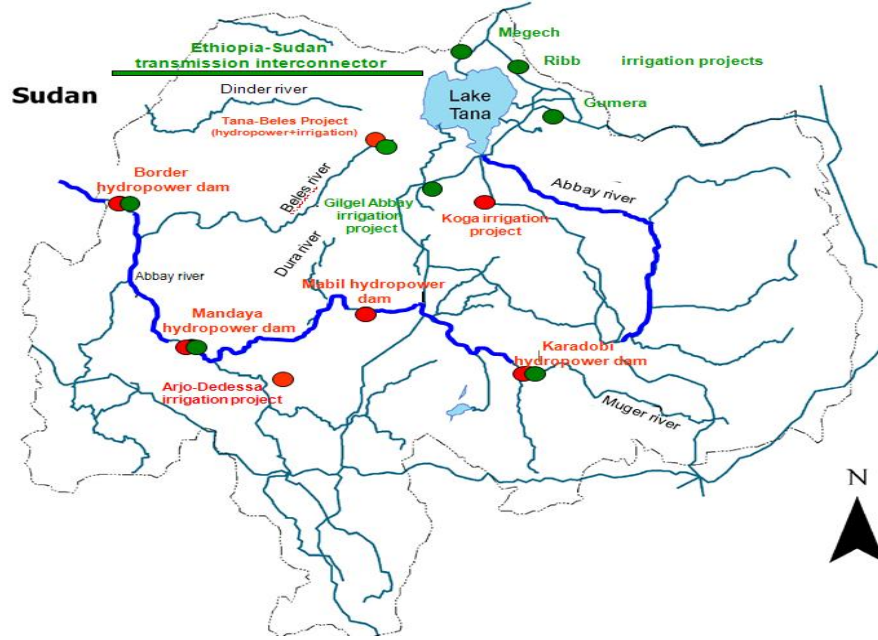 Megech
Ethiopia-Sudan
transmission interconnector
Ribb irrigation projects
Sudan
Dinder river
Lake
Tana
Gumera
Tana-Beles Project
(hydropower+irrigation)
Border
hydropower dam
Beles river
Gilgel Abbay
irrigation
project
Abbay river
Koga irrigation
project
Dura river
Abbay river
Mabil hydropower
dam
Mandaya
hydropower dam
Karadobi
hydropower dam
Arjo-Dedessa
irrigation project
Muger river
N